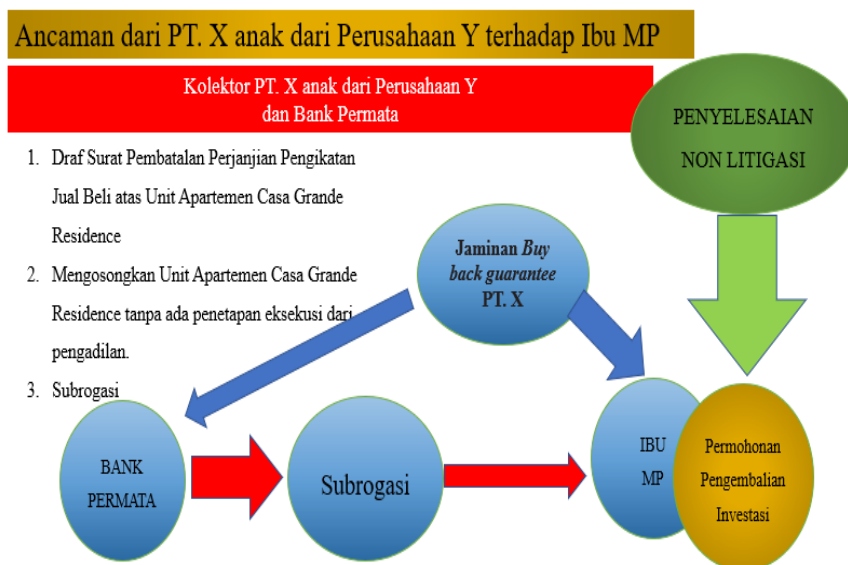 Ancaman dari PT. X anak dari Perusahaan Y terhadap Ibu MP
Kolektor PT. X anak dari Perusahaan Y
dan Bank Permata
PENYELESAIAN
NON LITIGASI
1. Draf Surat Pembatalan Perjanjian Pengikatan
Jual Beli atas Unit Apartemen Casa Grande
Residence
2. Mengosongkan Unit Apartemen Casa Grande
Residence tanpa ada penetapan eksekusi dari
pengadilan.
3. Subrogasi
Jaminan Buy
back guarantee
PT. X
BANK
PERMATA
Subrogasi
IBU
MP
Permohonan
Pengembalian
Investasi